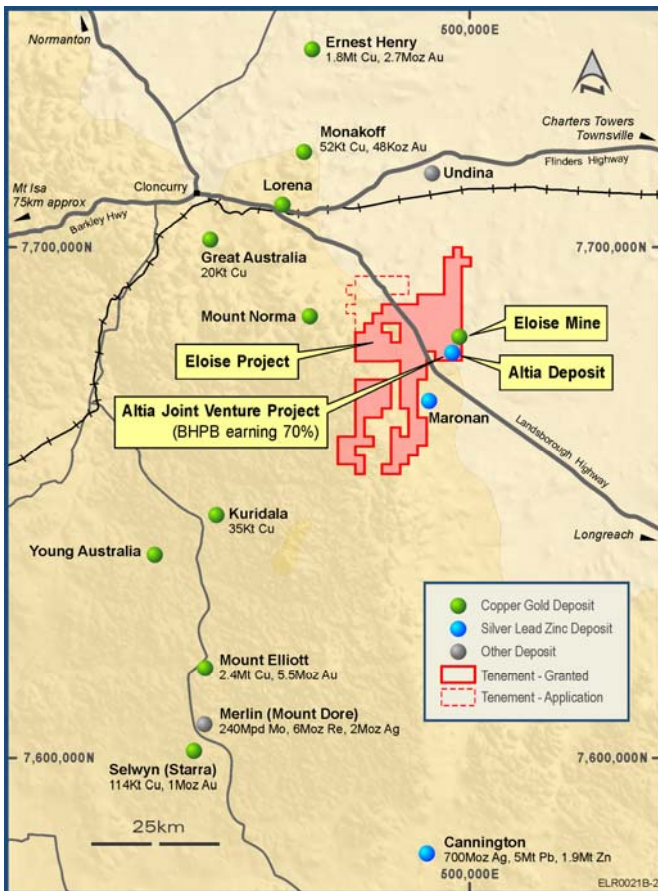 500,000E
Normanton
Ernest Henry
1.8Mt Cu, 2.7Moz Au
N
Monakoff
52Kt Cu, 48Koz Au
Charters Towers
Townsville
Flinders Highway
Undina
Mt Isa
75km approx
Cloncurry
Lorena
Barkley Hwy
7,700,000N
7,700,000N
Great Australia
20Kt Cu
Mount Norma
Eloise Mine
Eloise Project
Altia Deposit
Altia Joint Venture Project
(BHPB earning 70%)
Maronan
Landsborough Highway
Longreach
Kuridala
35Kt Cu
Young Australia
Copper Gold Deposit
Silver Lead Zinc Deposit
Other Deposit
Tenement - Granted
Tenement - Application
Mount Elliott
2.4Mt Cu, 5.5Moz Au
Merlin (Mount Dore)
240Mpd Mo, 6Moz Re, 2Moz Ag
7,600,000N
7,600,000N
Selwyn (Starra)
114Kt Cu, 1Moz Au
25km
Cannington
700Moz Ag, 5Mt Pb, 1.9Mt Zn
500,000E
ELR0021B-2